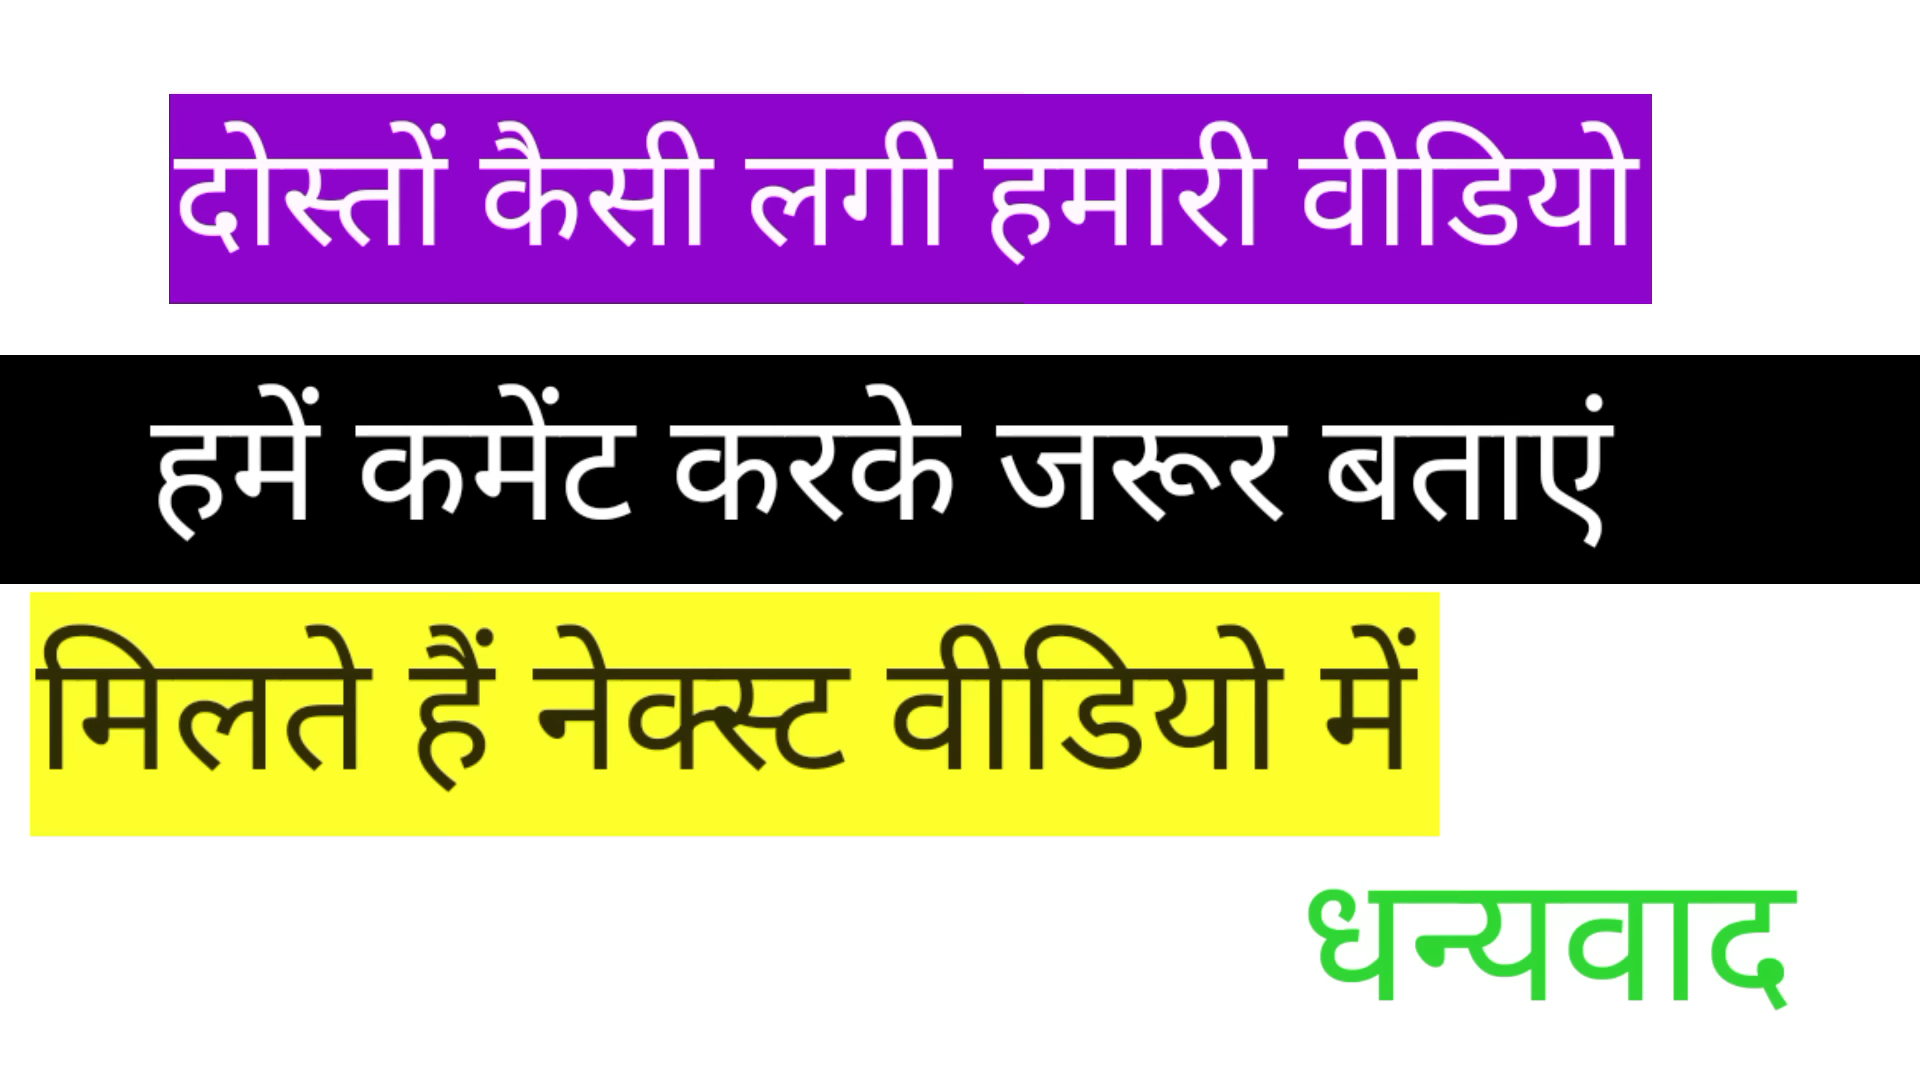 दोस्तों कैसी लगी हमारी वीडियो
हमें कमेंट करके जरूर बताएं
मिलते हैं नेक्स्ट वीडियो में
धन्यवाद